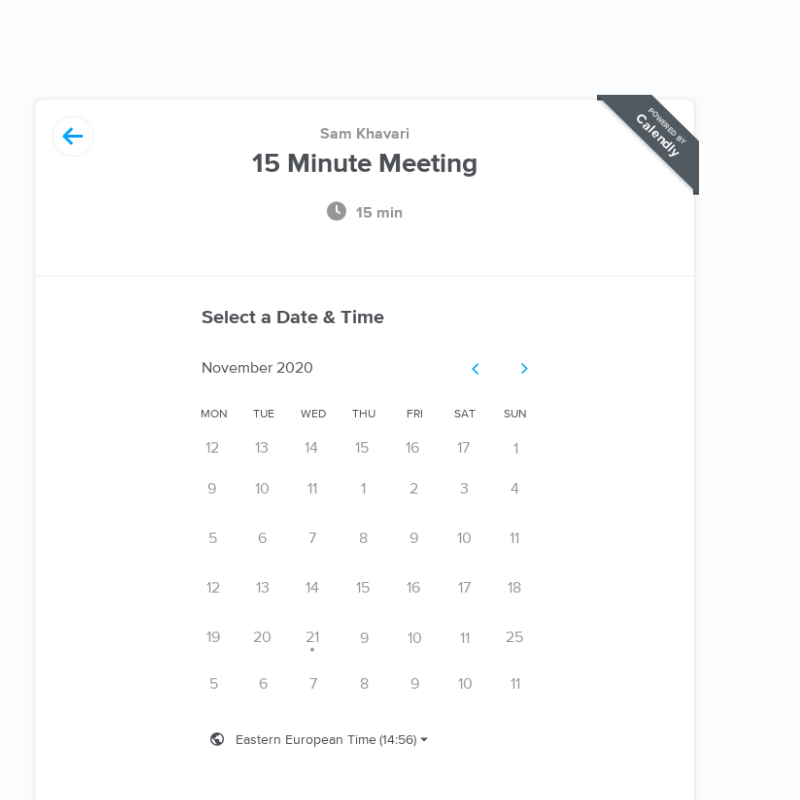 POWERED BY
Calendly
Sam Khavari
15 Minute Meeting
15 min
Select a Date & Time
November 2020
MON TUE WED THU FRI SAT SUN
12 13 14 15 16 17 1
9 10 11 1 2 3 4
5 6 7 8 9 10 11
12 13 14 15 16 17 18
19 20 21 9 10 11 25
5 6 7 8 9 10 11
Eastern European Time (14:56)